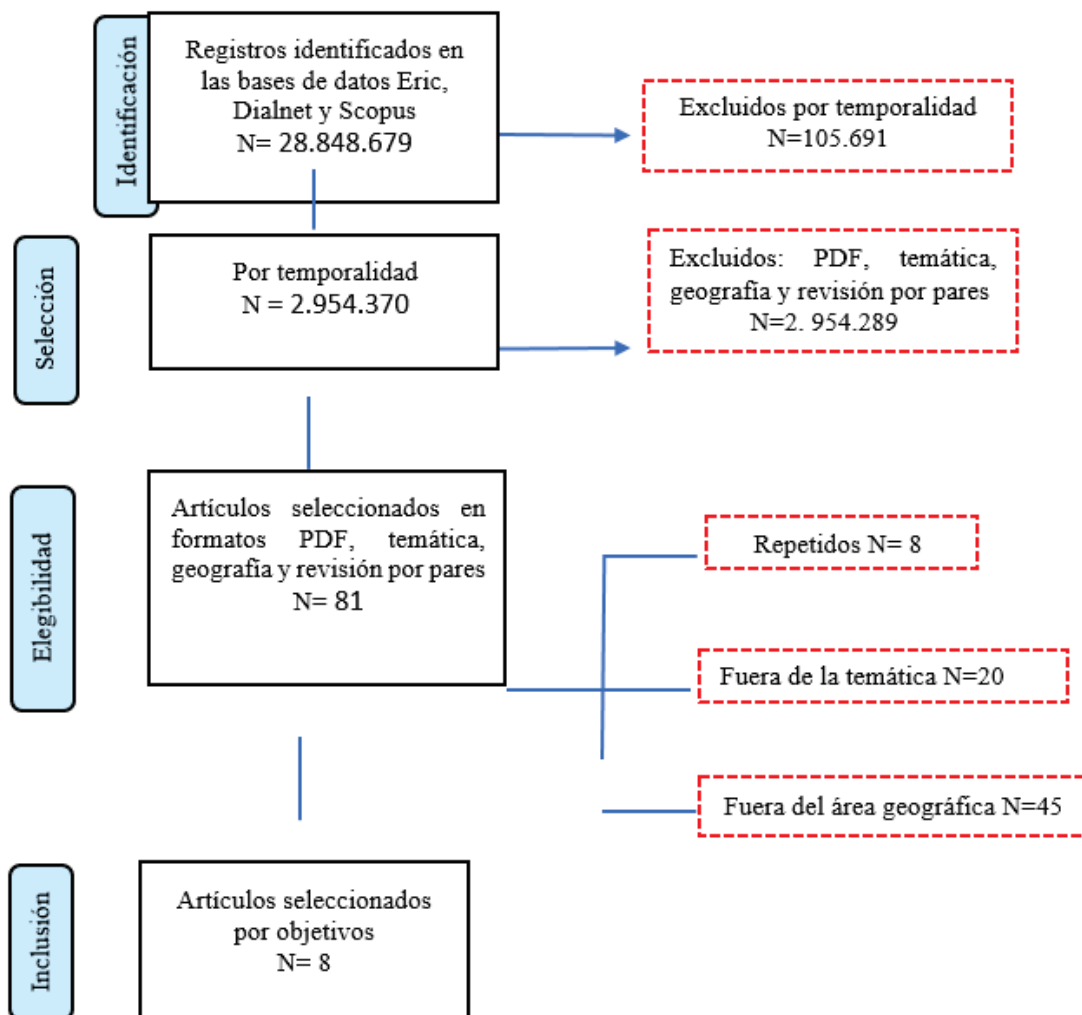 Identificación
Registros identificados en
las bases de datos Eric,
Dialnet y Scopus
N= 28.848.679
Excluidos por temporalidad
N=105.691
Selección
Por temporalidad
N = 2.954.370
Excluidos: PDF, temática,
geografía y revisión por pares
N=2. 954.289
Elegibilidad
Artículos seleccionados en
formatos PDF, temática,
geografía y revisión por pares
N= 81
Repetidos N= 8
Fuera de la temática N=20
Fuera del área geográfica N=45
Inclusión
Artículos seleccionados
por objetivos
N= 8